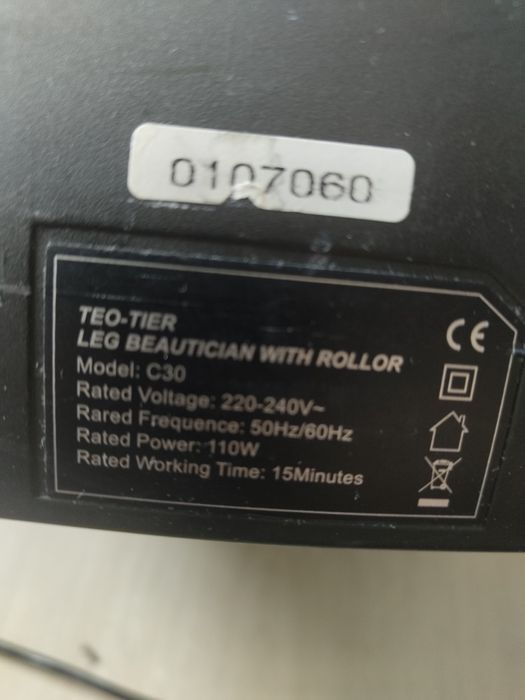 0107060
TEO-TIER
LEG BEAUTICIAN WITH ROLLOR
Model: C30
Rated Voltage: 220-240V~
Rared Frequence: 50Hz/60Hz
Rated Power: 110W
Rated Working Time: 15Minutes
CE